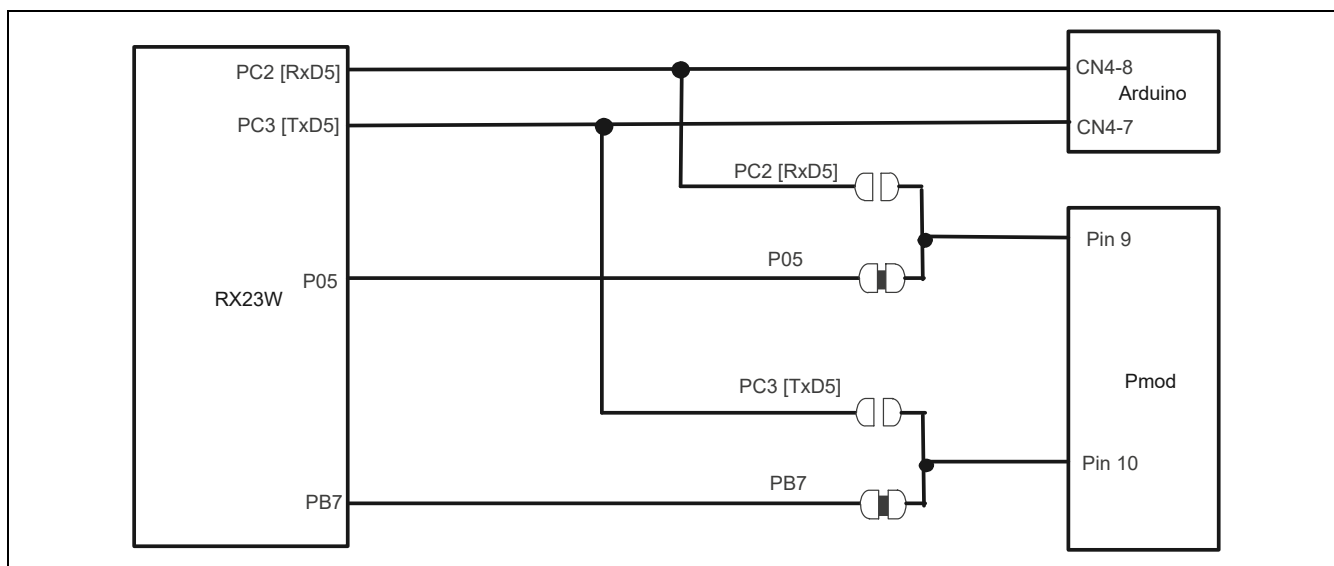 PC2 [RxD5]
CN4-8
Arduino
PC3 [TxD5]
CN4-7
PC2 [RxD5]
Pin 9
P05
P05
RX23W
Pmod
PC3 [TxD5]
Pin 10
PB7
PB7